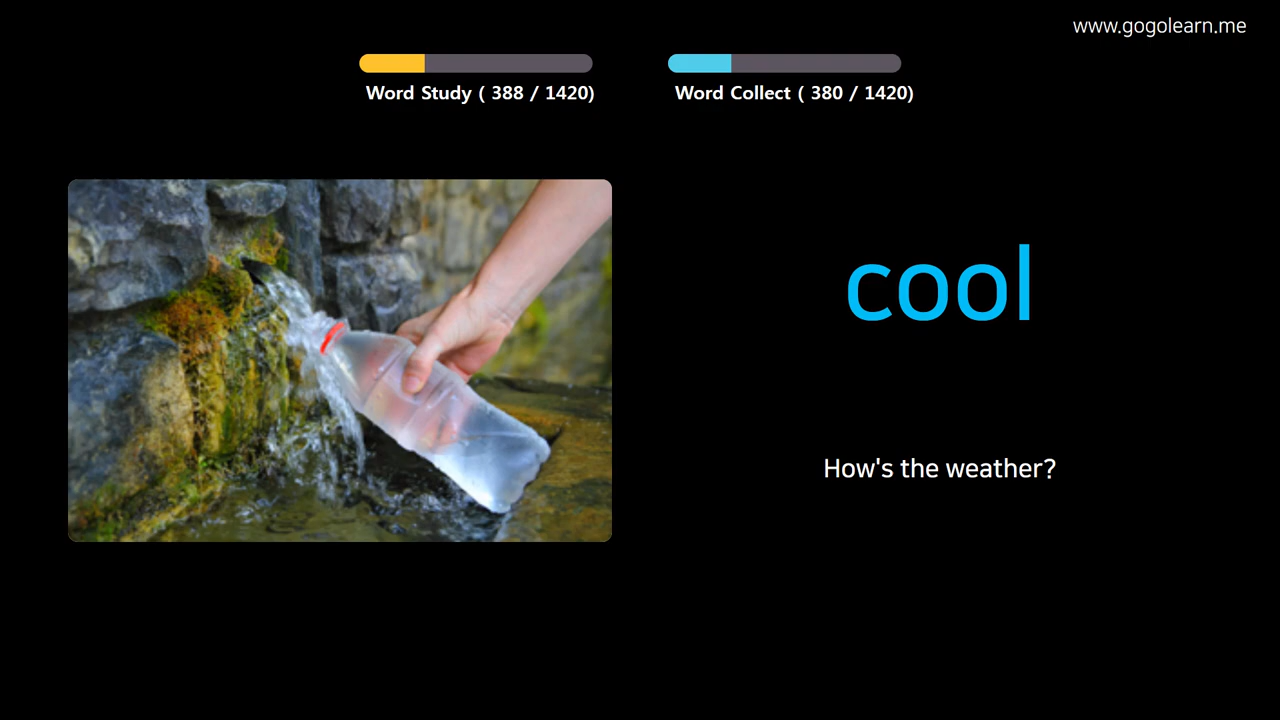 www.gogolearn.me
Word Study ( 388 / 1420)
Word Collect ( 380 / 1420)
cool
How's the weather?